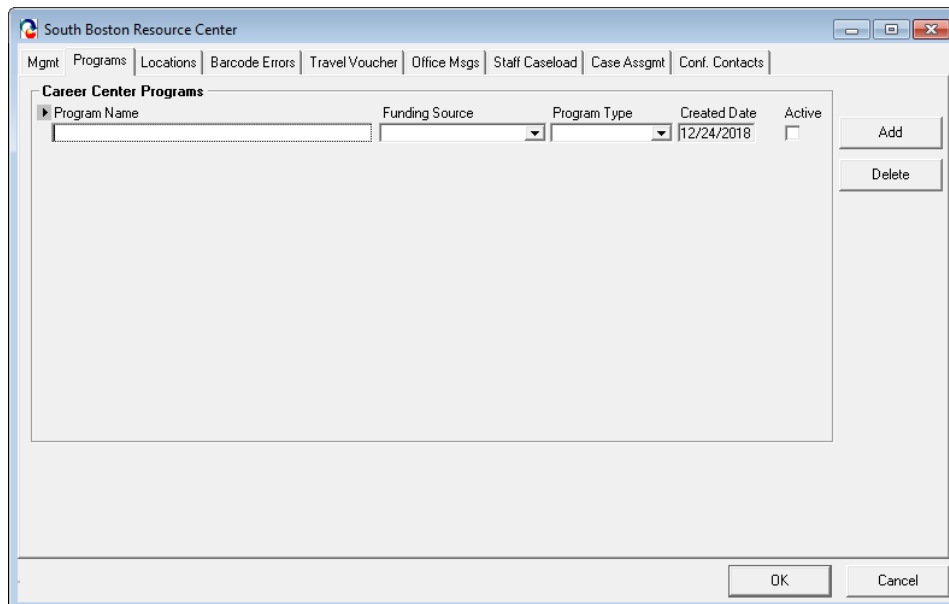 South Boston Resource Center
Mgmt Programs Locations Barcode Errors Travel Voucher Office Msgs Staff Caseload Case Assgmt Conf. Contacts
Career Center Programs
Program Name Funding Source Program Type Created Date Active
12/24/2018
Add
Delete
OK Cancel